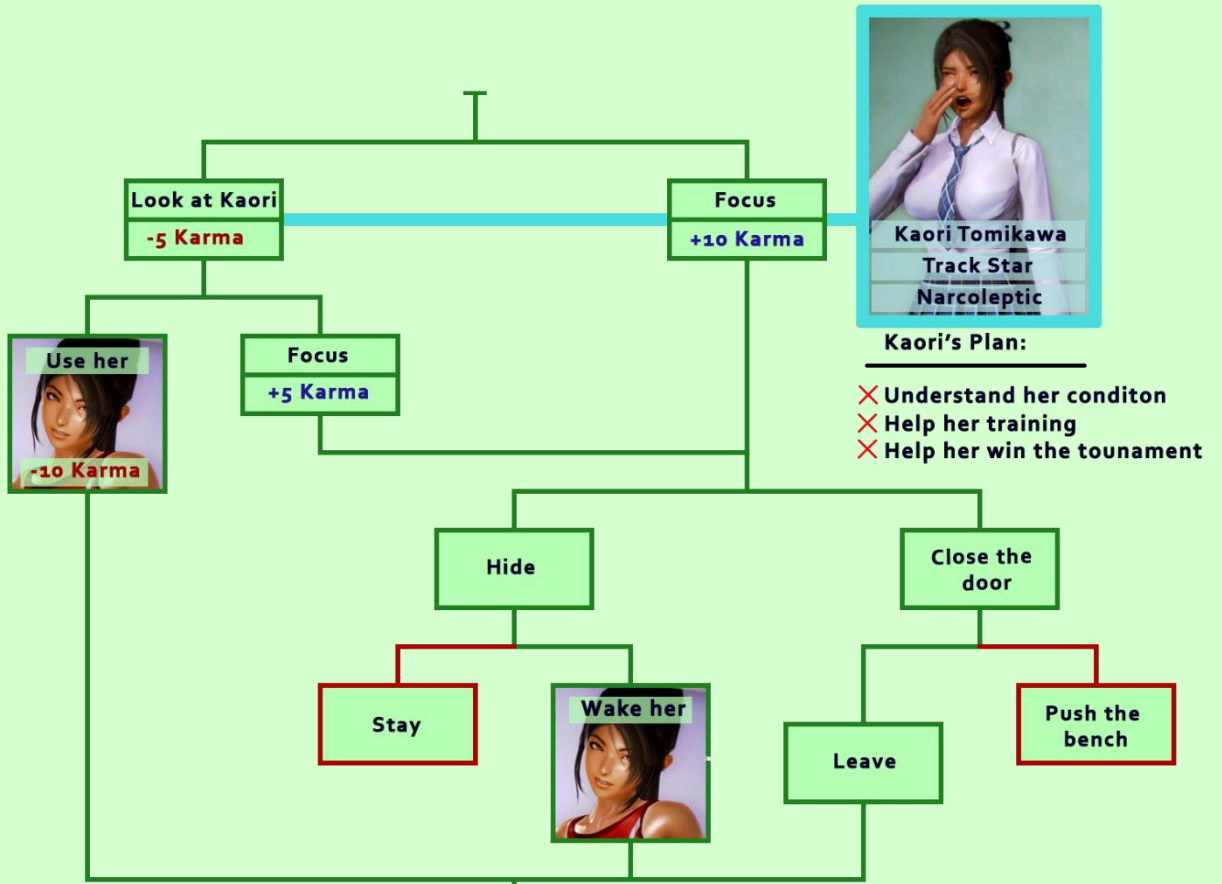 Look at Kaori
-5 Karma
Focus
+10 Karma
Kaori Tomikawa
Track Star
Narcoleptic
Use her
-10 Karma
Focus
+5 Karma
Kaori's Plan:
Understand her conditon
Help her training
Help her win the tounament
Hide
Close the
door
Stay
Wake her
Leave
Push the
bench